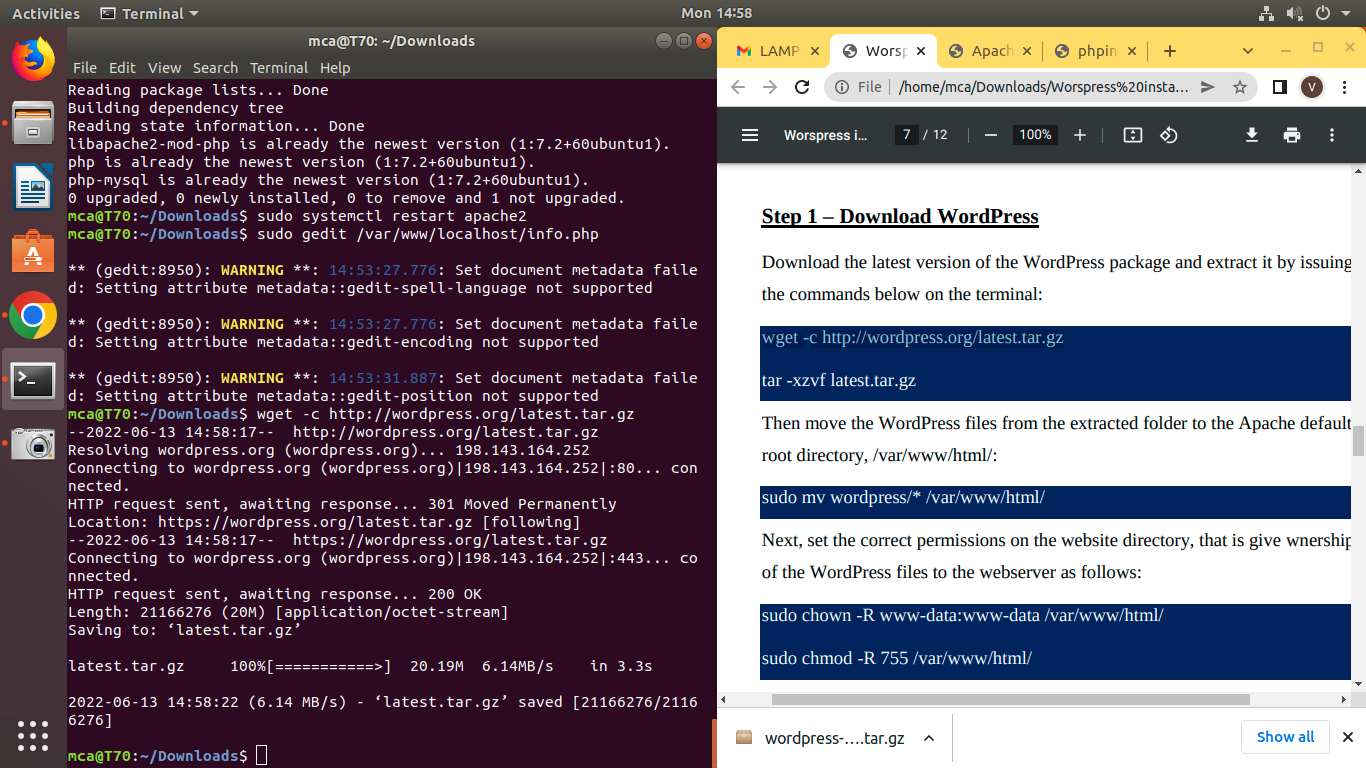 Activities
Terminal
Mon 14:58
mca@T70: ~/Downloads
File Edit View Search Terminal Help
Reading package lists... Done
Building dependency tree
Reading state information... Done
libapache2-mod-php is already the newest version (1:7.2+60ubuntu1).
php is already the newest version (1:7.2+60ubuntu1).
php-mysql is already the newest version (1:7.2+60ubuntu1).
0 upgraded, 0 newly installed, 0 to remove and 1 not upgraded.
mca@T70:~/Downloads$ sudo systemctl restart apache2
mca@T70:~/Downloads$ sudo gedit /var/www/localhost/info.php
** (gedit:8950): WARNING **: 14:53:27.776: Set document metadata faile
d: Setting attribute metadata::gedit-spell-language not supported
** (gedit:8950): WARNING **: 14:53:27.776: Set document metadata faile
d: Setting attribute metadata::gedit-encoding not supported
** (gedit:8950): WARNING **: 14:53:31.887: Set document metadata faile
d: Setting attribute metadata::gedit-position not supported
mca@T70:~/Downloads$ wget -c http://wordpress.org/latest.tar.gz
--2022-06-13 14:58:17--  http://wordpress.org/latest.tar.gz
Resolving wordpress.org (wordpress.org)... 198.143.164.252
Connecting to wordpress.org (wordpress.org)|198.143.164.252|:80... con
nected.
HTTP request sent, awaiting response... 301 Moved Permanently
Location: https://wordpress.org/latest.tar.gz [following]
--2022-06-13 14:58:17--  https://wordpress.org/latest.tar.gz
Connecting to wordpress.org (wordpress.org)|198.143.164.252|:443... co
nnected.
HTTP request sent, awaiting response... 200 OK
Length: 21166276 (20M) [application/octet-stream]
Saving to: ‘latest.tar.gz’
latest.tar.gz     100%[===========>]  20.19M  6.14MB/s    in 3.3s
2022-06-13 14:58:22 (6.14 MB/s) - ‘latest.tar.gz’ saved [21166276/2116
6276]
mca@T70:~/Downloads$
LAMP
Worsp
Apach
phpin
File | /home/mca/Downloads/Worspress%20insta...
V
Worspress i...
7 / 12
100%
Step 1 – Download WordPress
Download the latest version of the WordPress package and extract it by issuing
the commands below on the terminal:
wget -c http://wordpress.org/latest.tar.gz
tar -xzvf latest.tar.gz
Then move the WordPress files from the extracted folder to the Apache default
root directory, /var/www/html/:
sudo mv wordpress/* /var/www/html/
Next, set the correct permissions on the website directory, that is give wnership
of the WordPress files to the webserver as follows:
sudo chown -R www-data:www-data /var/www/html/
sudo chmod -R 755 /var/www/html/
wordpress-....tar.gz
Show all